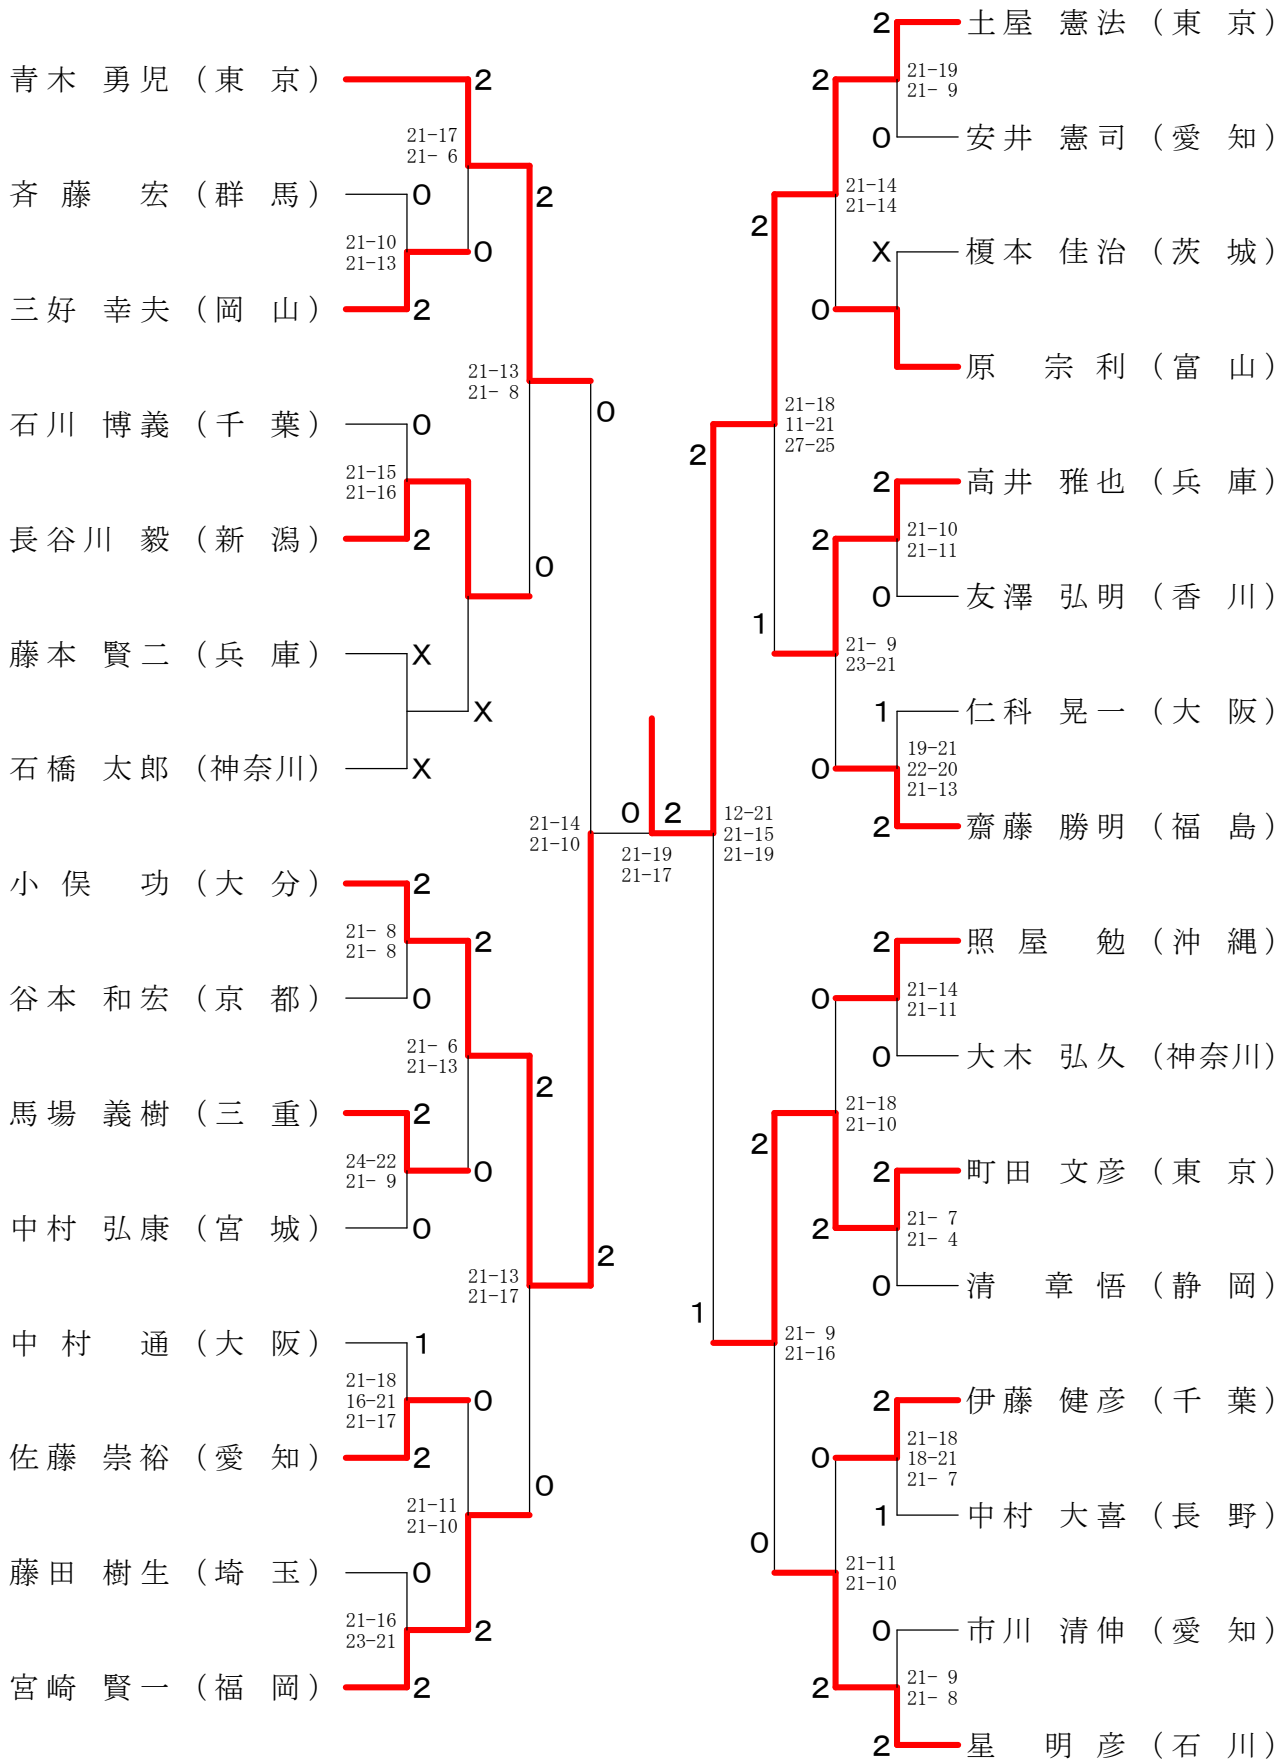 青木 勇児 (東 京) 2
21-17
21- 6
斉藤 宏 (群 馬) 0
2
21-10
21-13
0
三好 幸夫 (岡 山) 2
21-13
21- 8
0
石川 博義 (千 葉) 0
21-15
21-16
長谷川 毅 (新 潟) 2
0
藤本 賢二 (兵 庫) X
X
石橋 太郎 (神奈川) X
21-14
21-10
小俣 功 (大 分) 2
21- 8
21- 8
2
谷本 和宏 (京 都) 0
21- 6
21-13
2
馬場 義樹 (三 重) 2
24-22
21- 9
0
中村 弘康 (宮 城) 0
2
21-13
21-17
中村 通 (大 阪) 1
21-18
16-21
21-17
0
佐藤 崇裕 (愛 知) 2
0
21-11
21-10
藤田 樹生 (埼 玉) 0
21-16
23-21
2
宮崎 賢一 (福 岡) 2
0 2
21-19
21-17
2 土屋 憲法 (東 京)
2
21-19
21- 9
0 安井 憲司 (愛 知)
21-14
21-14
2
X 榎本 佳治 (茨 城)
0
原 宗利 (富 山)
21-18
11-21
27-25
2
2 高井 雅也 (兵 庫)
2
21-10
21-11
0 友澤 弘明 (香 川)
1
21- 9
23-21
1 仁科 晃一 (大 阪)
0
19-21
22-20
21-13
2 齋藤 勝明 (福 島)
12-21
21-15
21-19
2 照屋 勉 (沖 縄)
0
21-14
21-11
0 大木 弘久 (神奈川)
21-18
21-10
2
2 町田 文彦 (東 京)
2
21- 7
21- 4
0 清 章悟 (静 岡)
1
21- 9
21-16
2 伊藤 健彦 (千 葉)
0
21-18
18-21
21- 7
1 中村 大喜 (長 野)
0
21-11
21-10
0 市川 清伸 (愛 知)
2
21- 9
21- 8
2 星 明彦 (石 川)